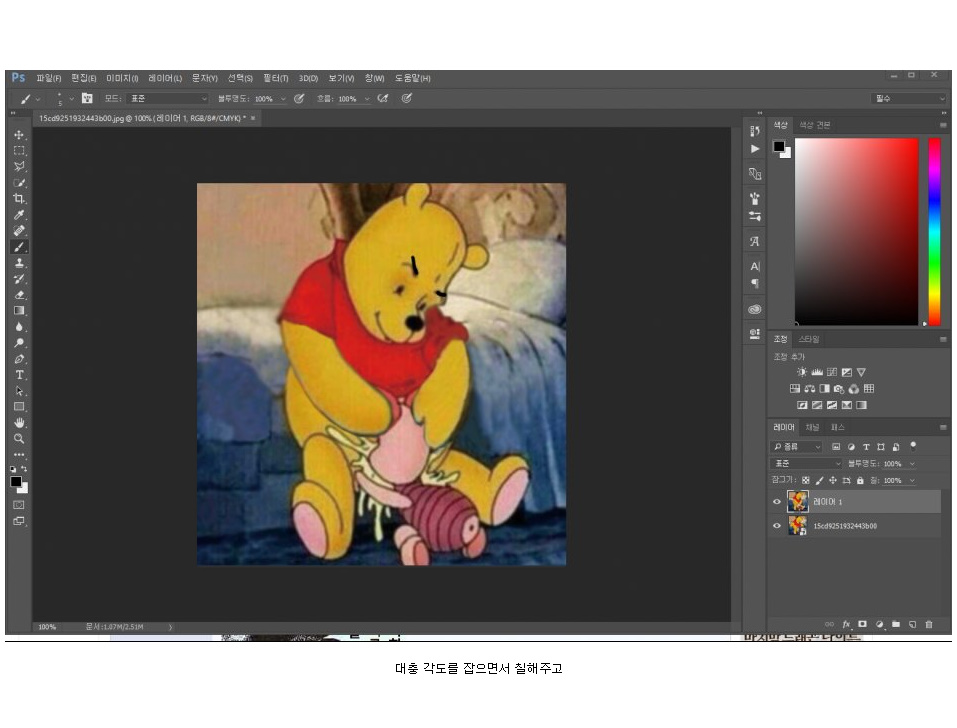 Ps 파일(F) 편집(E) 이미지(I) 레이어(L) 문자(Y) 선택(S) 필터(T) 3D(D) 보기(V) 창(W) 도움말(H)
5 모드: 표준 불투명도: 100% 흐름: 100% 필수
15cd9251932443b00.jpg @ 100% (레이어 1, RGB/8#/CMYK) * ×
색상 색상 견본
조정 스타일
조정 추가
레이어 채널 패스
종류
표준 불투명도: 100%
잠그기: 칠: 100%
레이어 1
15cd9251932443b00
100% 문서:1.07M/2.51M
대충 각도를 잡으면서 칠해주고